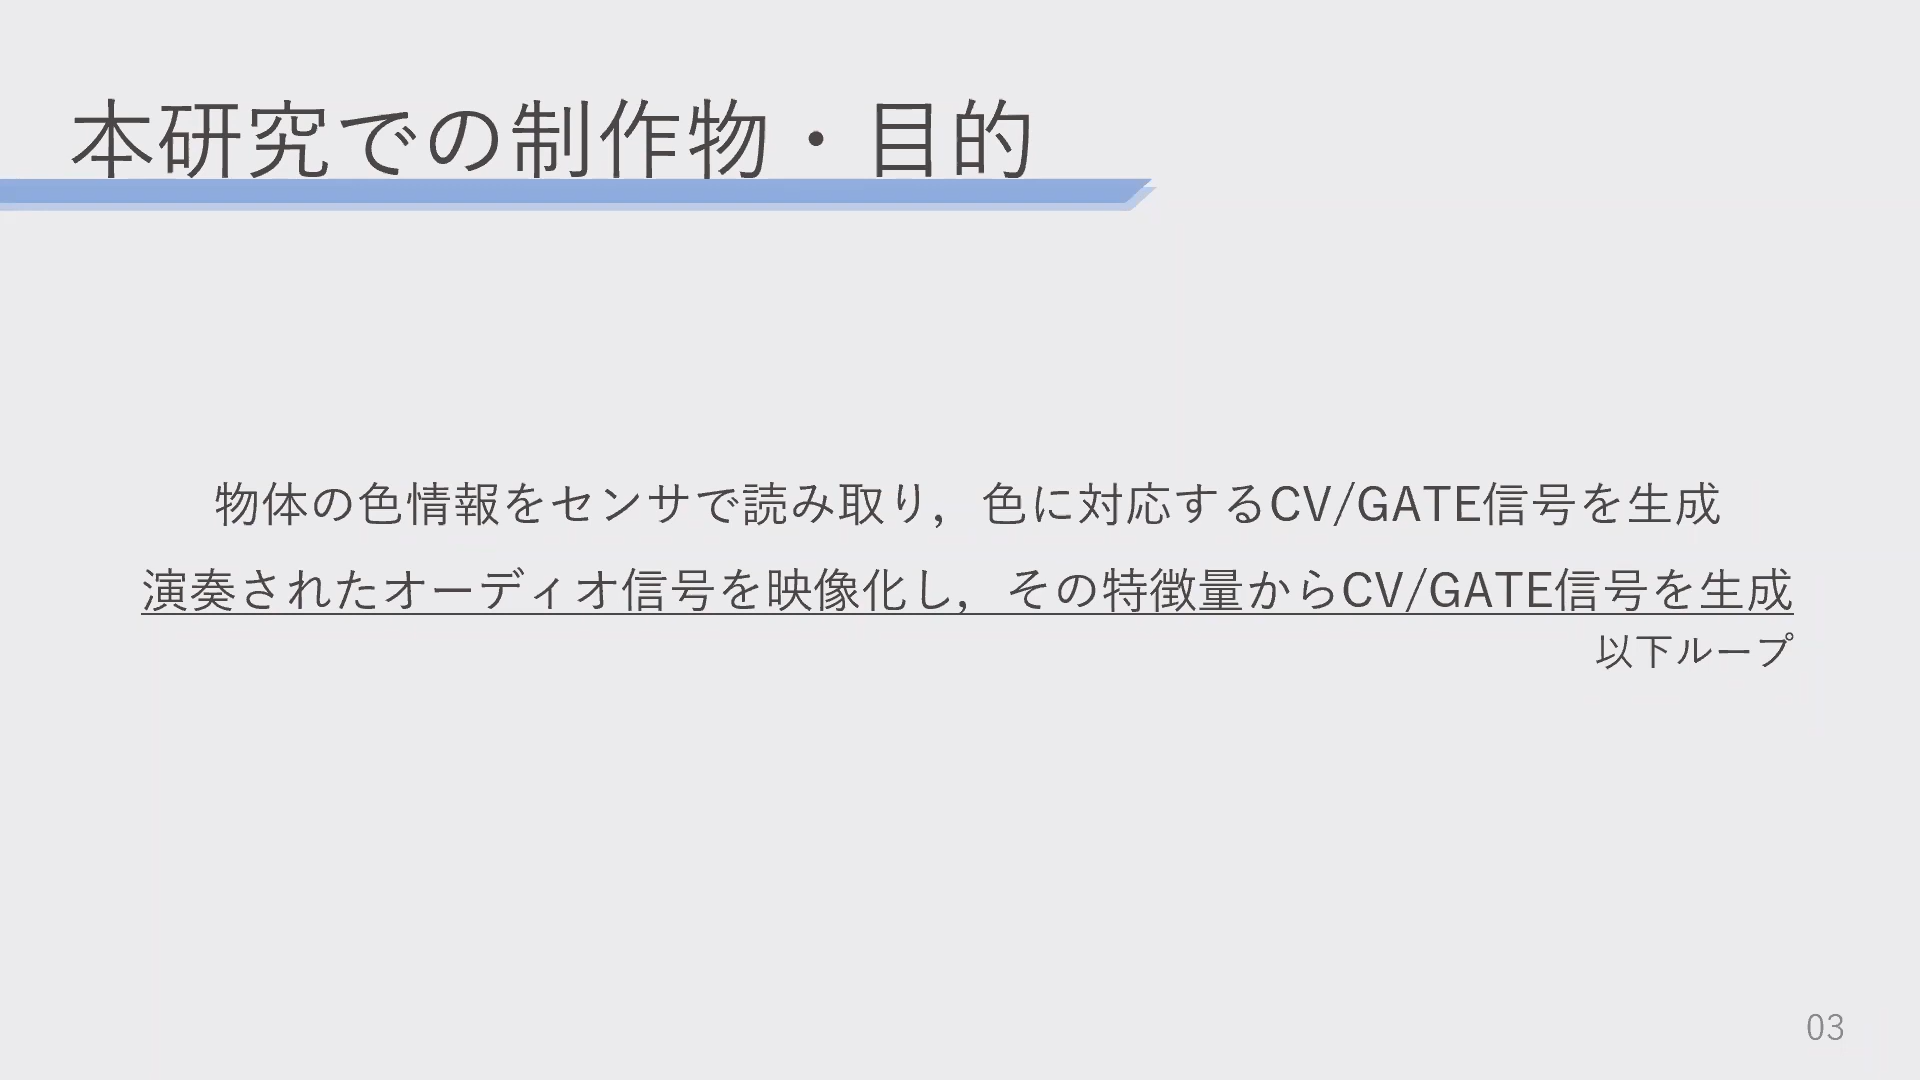 本研究での制作物・目的
物体の色情報をセンサで読み取り，色に対応するCV/GATE信号を生成
演奏されたオーディオ信号を映像化し，その特徴量からCV/GATE信号を生成
以下ループ
03